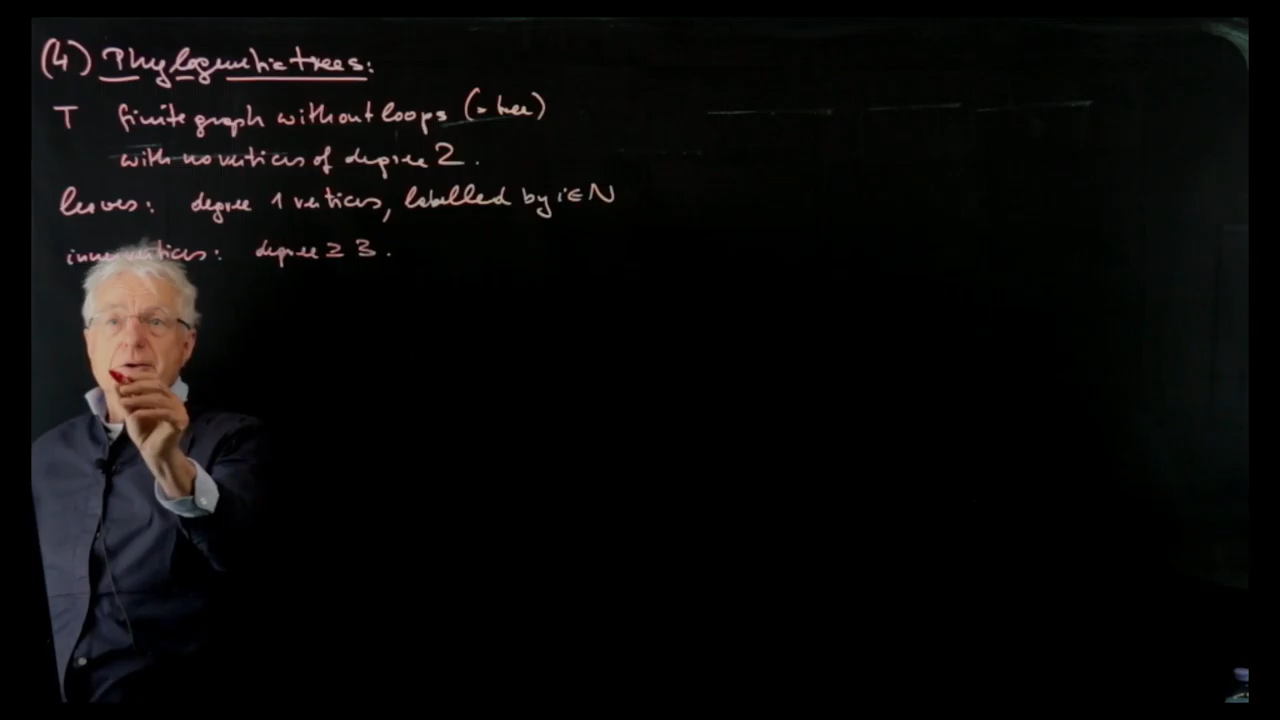 (4) Phylogenetic trees:
T finite graph without loops (= tree)
with no vertices of degree 2.
leaves: degree 1 vertices, labelled by i ∈ N
inner vertices: degree ≥ 3.